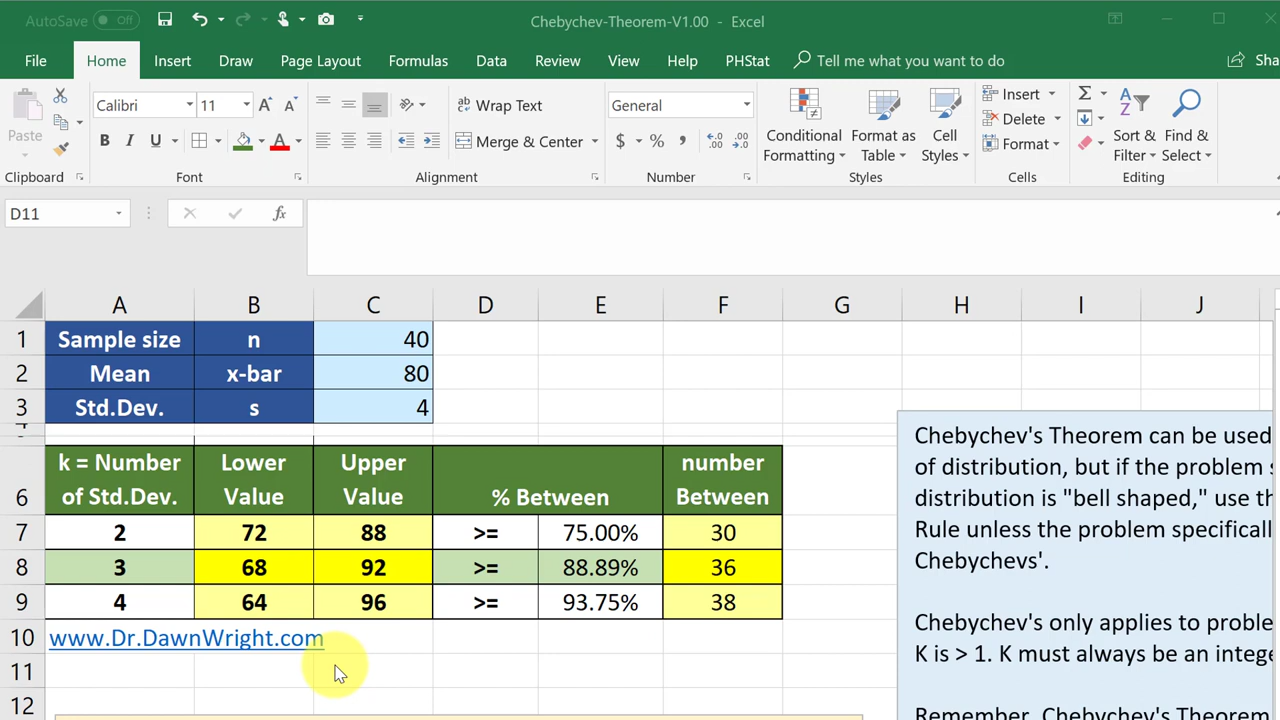 AutoSave Off
Chebychev-Theorem-V1.00 - Excel
File Home Insert Draw Page Layout Formulas Data Review View Help PHStat Tell me what you want to do Sha
Paste
Calibri 11
Wrap Text
General
Merge & Center
Conditional Formatting
Format as Table
Cell Styles
Insert
Delete
Format
Sort & Filter
Find & Select
Clipboard Font Alignment Number Styles Cells Editing
D11
fx
A B C D E F G H I J
1 Sample size n 40
2 Mean x-bar 80
3 Std.Dev. s 4
6 k = Number of Std.Dev. Lower Value Upper Value % Between number Between
7 2 72 88 >= 75.00% 30
8 3 68 92 >= 88.89% 36
9 4 64 96 >= 93.75% 38
10 www.Dr.DawnWright.com
11
12
Chebychev's Theorem can be used
of distribution, but if the problem s
distribution is "bell shaped," use th
Rule unless the problem specifical
Chebychevs'.
Chebychev's only applies to proble
K is > 1. K must always be an intege
Remember, Chebychev's Theorem